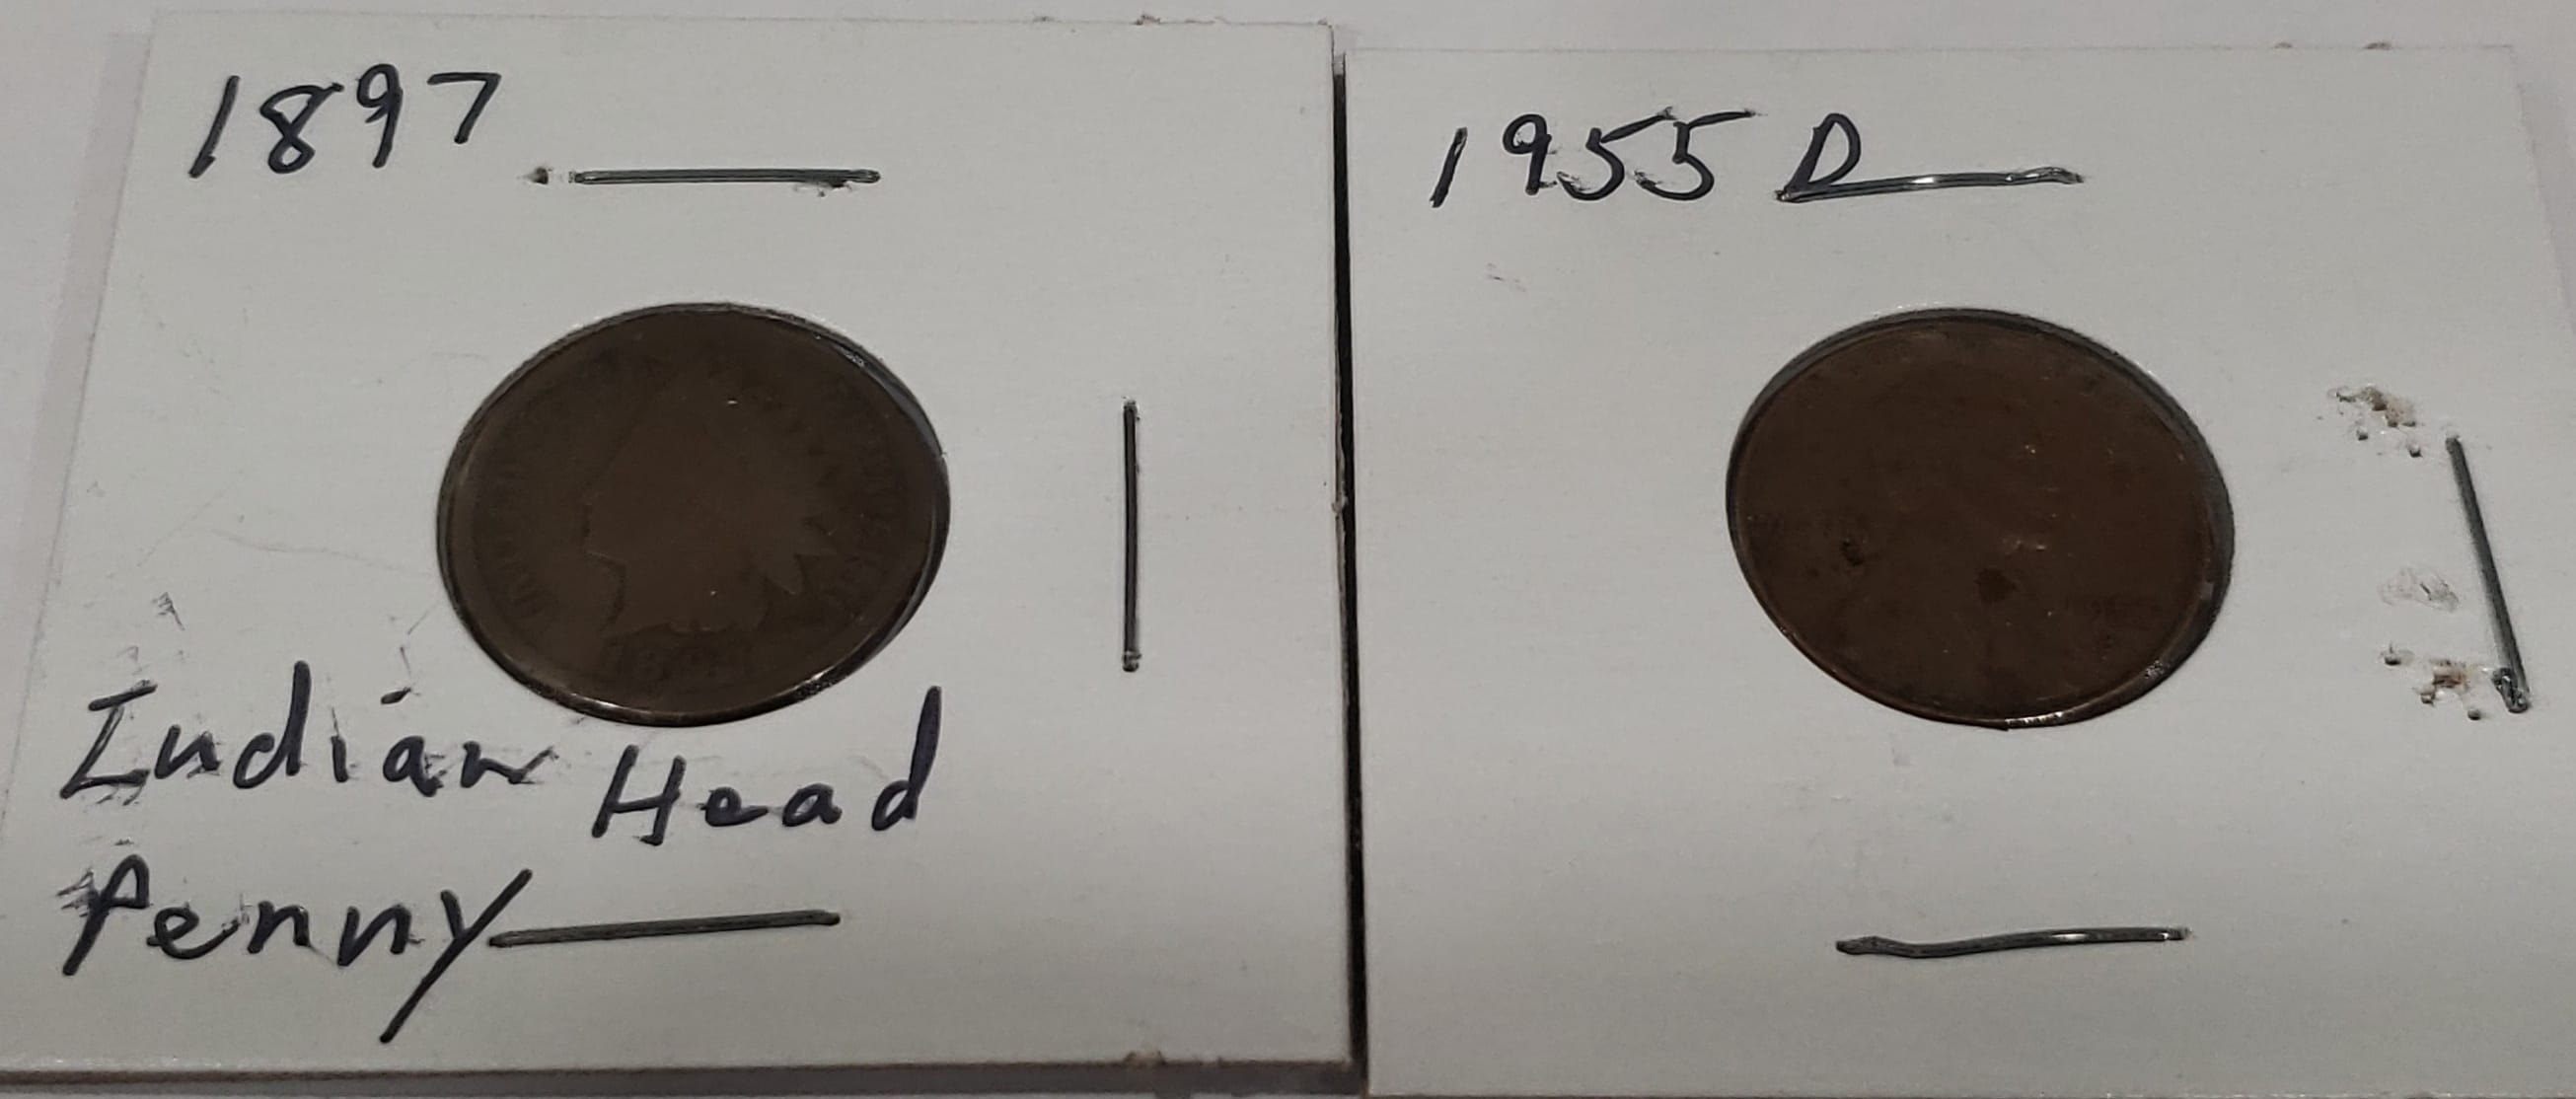 1897
Indian Head
Penny
1955 D